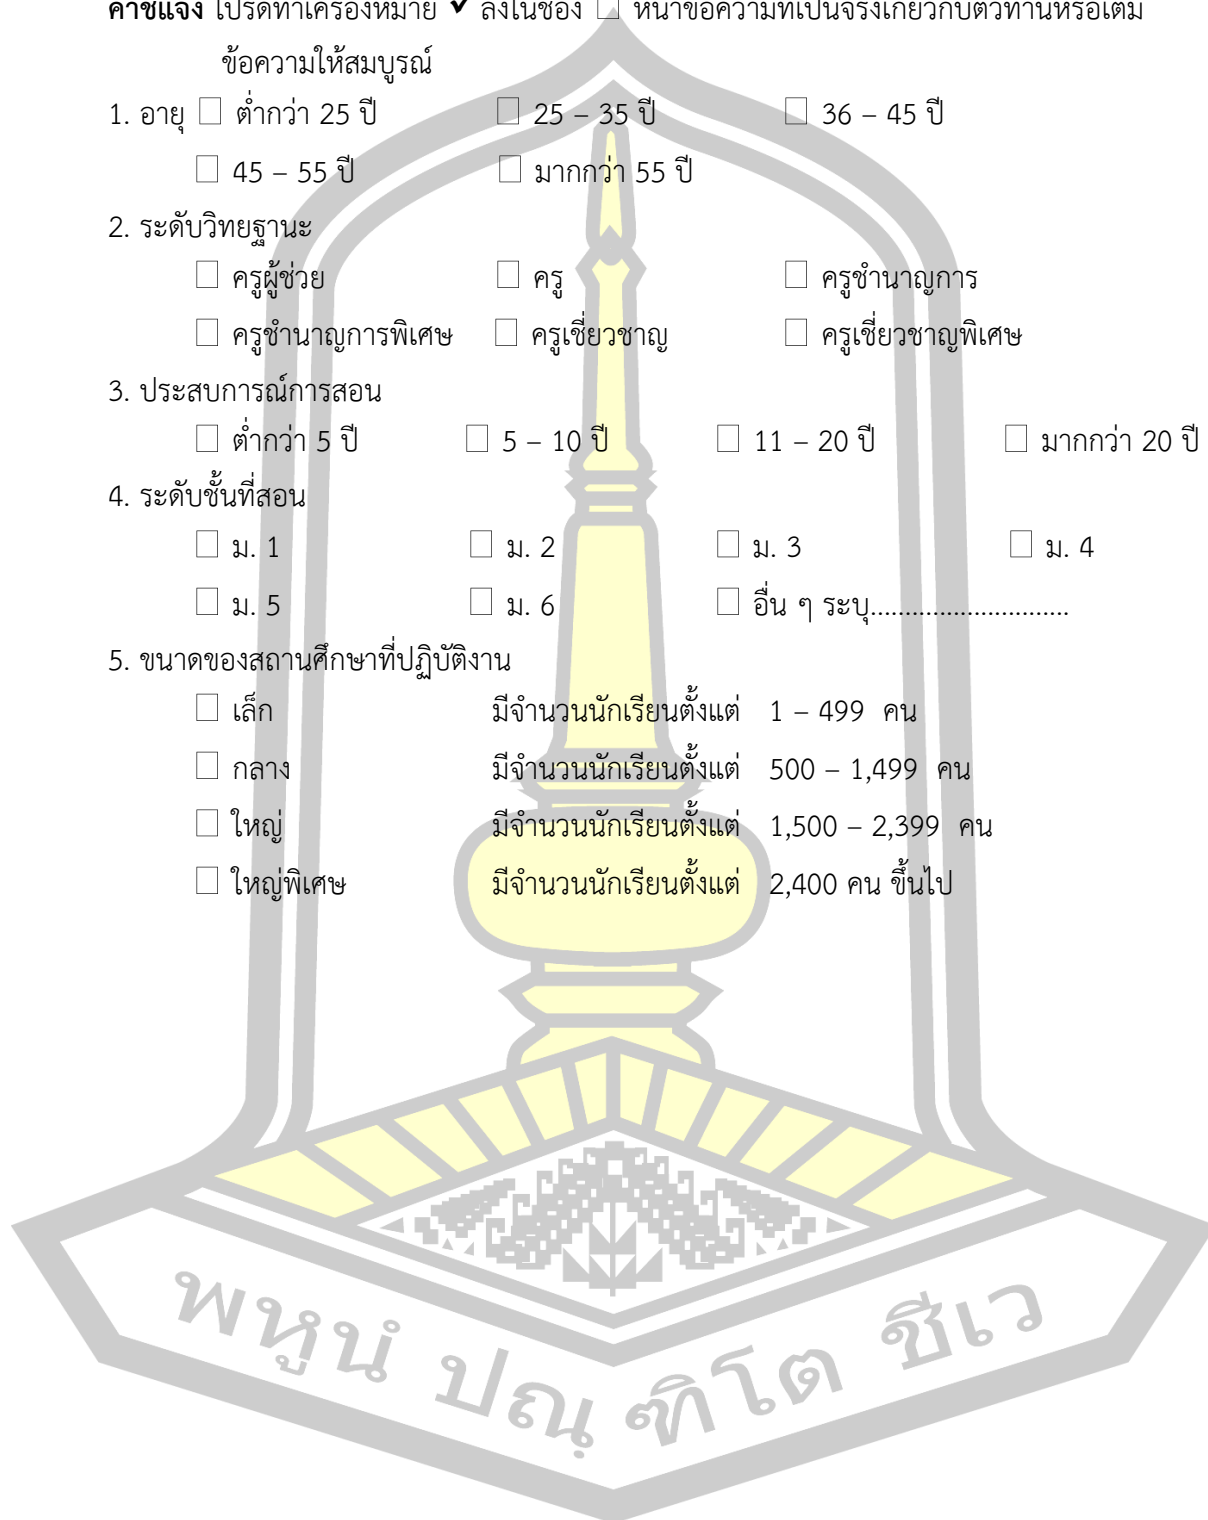 คำชี้แจง โปรดทำเครื่องหมาย ✔ ลงในช่อง ☐ หน้าข้อความที่เป็นจริงเกี่ยวกับตัวท่านหรือเติม
ข้อความให้สมบูรณ์
1. อายุ ☐ ต่ำกว่า 25 ปี ☐ 25 – 35 ปี ☐ 36 – 45 ปี
☐ 45 – 55 ปี ☐ มากกว่า 55 ปี
2. ระดับวิทยฐานะ
☐ ครูผู้ช่วย ☐ ครู ☐ ครูชำนาญการ
☐ ครูชำนาญการพิเศษ ☐ ครูเชี่ยวชาญ ☐ ครูเชี่ยวชาญพิเศษ
3. ประสบการณ์การสอน
☐ ต่ำกว่า 5 ปี ☐ 5 – 10 ปี ☐ 11 – 20 ปี ☐ มากกว่า 20 ปี
4. ระดับชั้นที่สอน
☐ ม. 1 ☐ ม. 2 ☐ ม. 3 ☐ ม. 4
☐ ม. 5 ☐ ม. 6 ☐ อื่น ๆ ระบุ............................
5. ขนาดของสถานศึกษาที่ปฏิบัติงาน
☐ เล็ก มีจำนวนนักเรียนตั้งแต่ 1 – 499 คน
☐ กลาง มีจำนวนนักเรียนตั้งแต่ 500 – 1,499 คน
☐ ใหญ่ มีจำนวนนักเรียนตั้งแต่ 1,500 – 2,399 คน
☐ ใหญ่พิเศษ มีจำนวนนักเรียนตั้งแต่ 2,400 คน ขึ้นไป
พหูนํ ปณฺฑิโต ชีเว